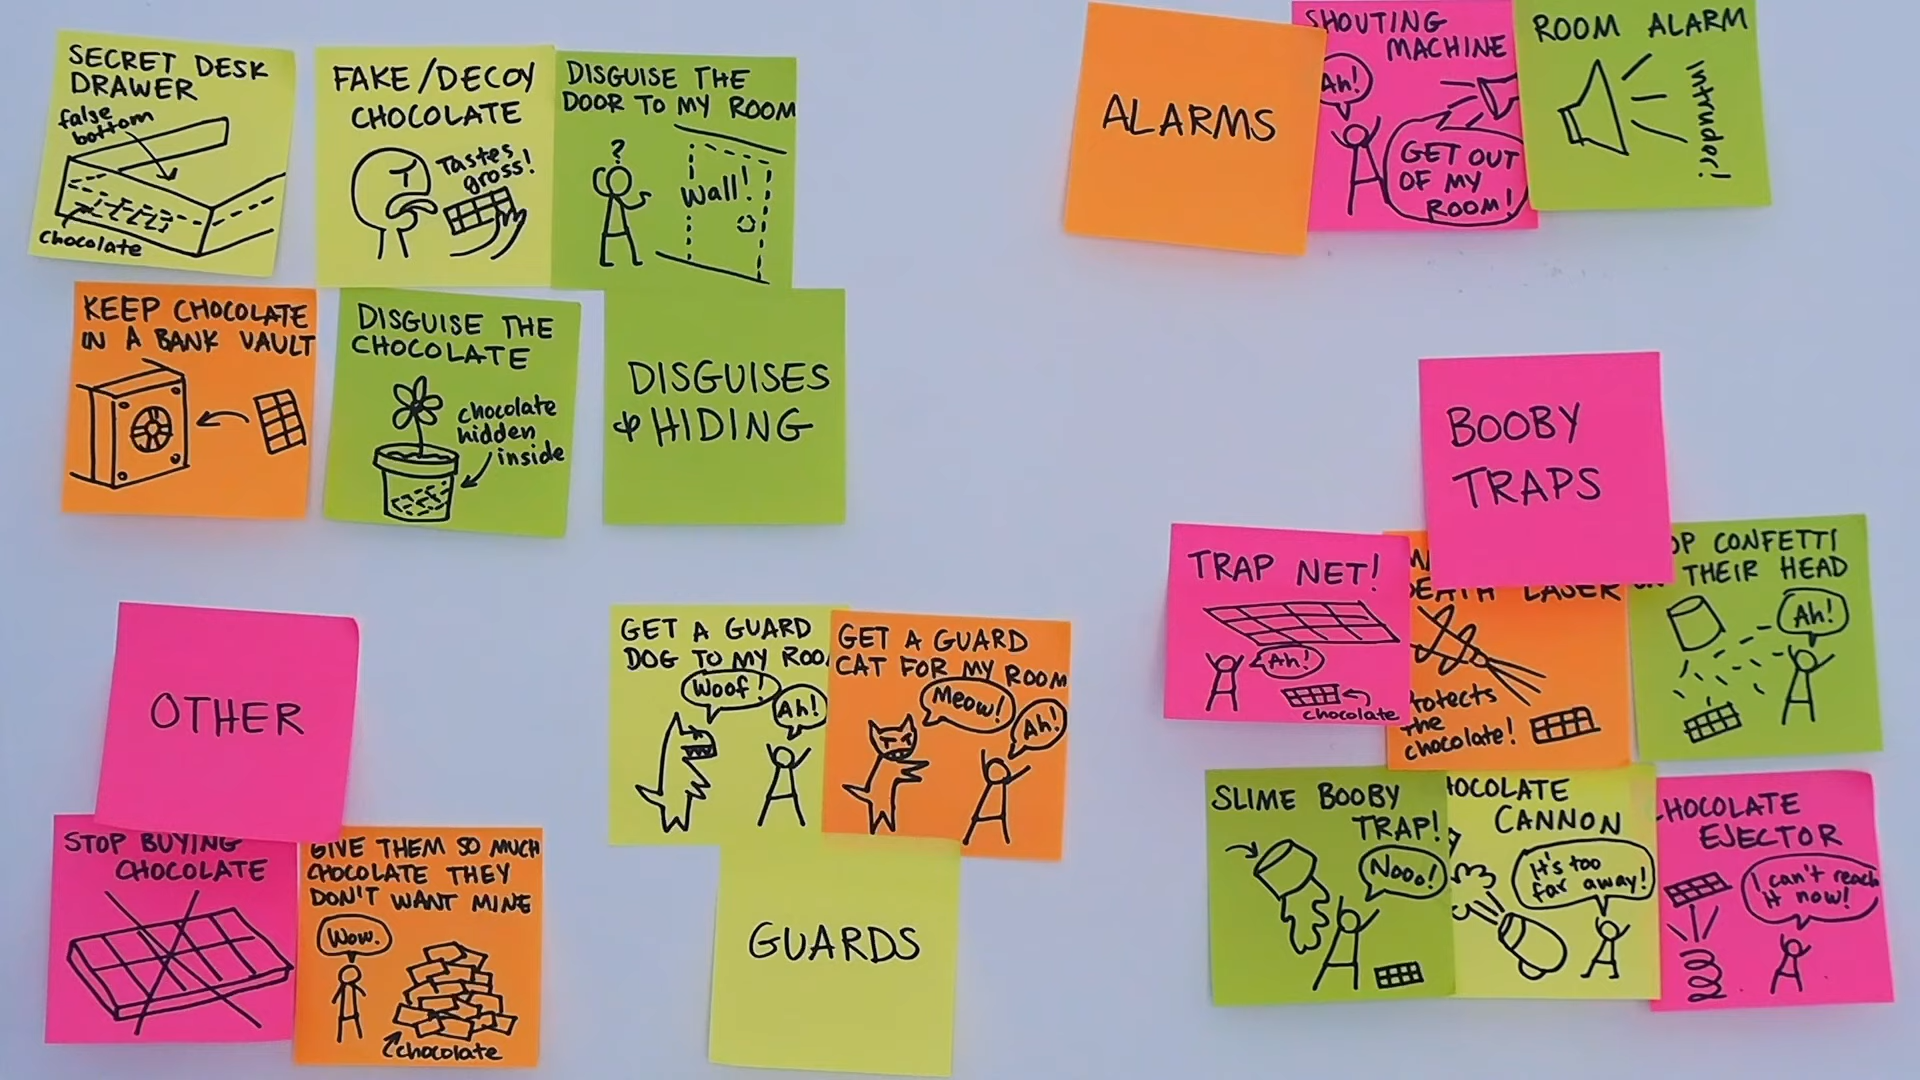 SECRET DESK
DRAWER
false
bottom
chocolate
FAKE/DECOY
CHOCOLATE
Tastes
gross!
DISGUISE THE
DOOR TO MY ROOM
?
Wall!
KEEP CHOCOLATE
IN A BANK VAULT
DISGUISE THE
CHOCOLATE
chocolate
hidden
inside
DISGUISES
& HIDING
ALARMS
SHOUTING
MACHINE
Ah!
GET OUT
OF MY
ROOM!
ROOM ALARM
Intruder!
BOOBY
TRAPS
TRAP NET!
Ah!
chocolate
DEATH LASER
Protects
the
chocolate!
CONFETTI
THEIR HEAD
Ah!
SLIME BOOBY
TRAP!
Nooo!
CHOCOLATE
CANNON
It's too
far away!
CHOCOLATE
EJECTOR
I can't reach
it now!
OTHER
STOP BUYING
CHOCOLATE
GIVE THEM SO MUCH
CHOCOLATE THEY
DON'T WANT MINE
Wow.
chocolate
GET A GUARD
DOG TO MY ROO
Woof!
Ah!
GET A GUARD
CAT FOR MY ROOM
Meow!
Ah!
GUARDS